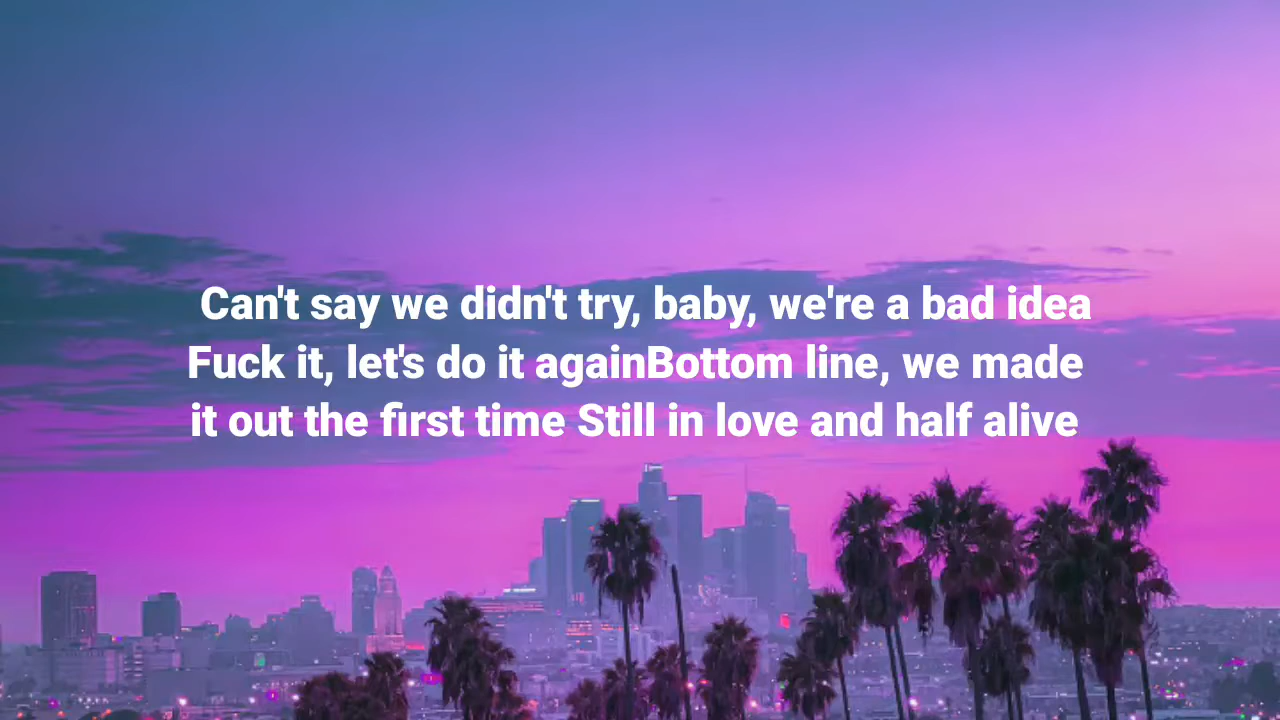 Can't say we didn't try, baby, we're a bad idea
Fuck it, let's do it againBottom line, we made
it out the first time Still in love and half alive